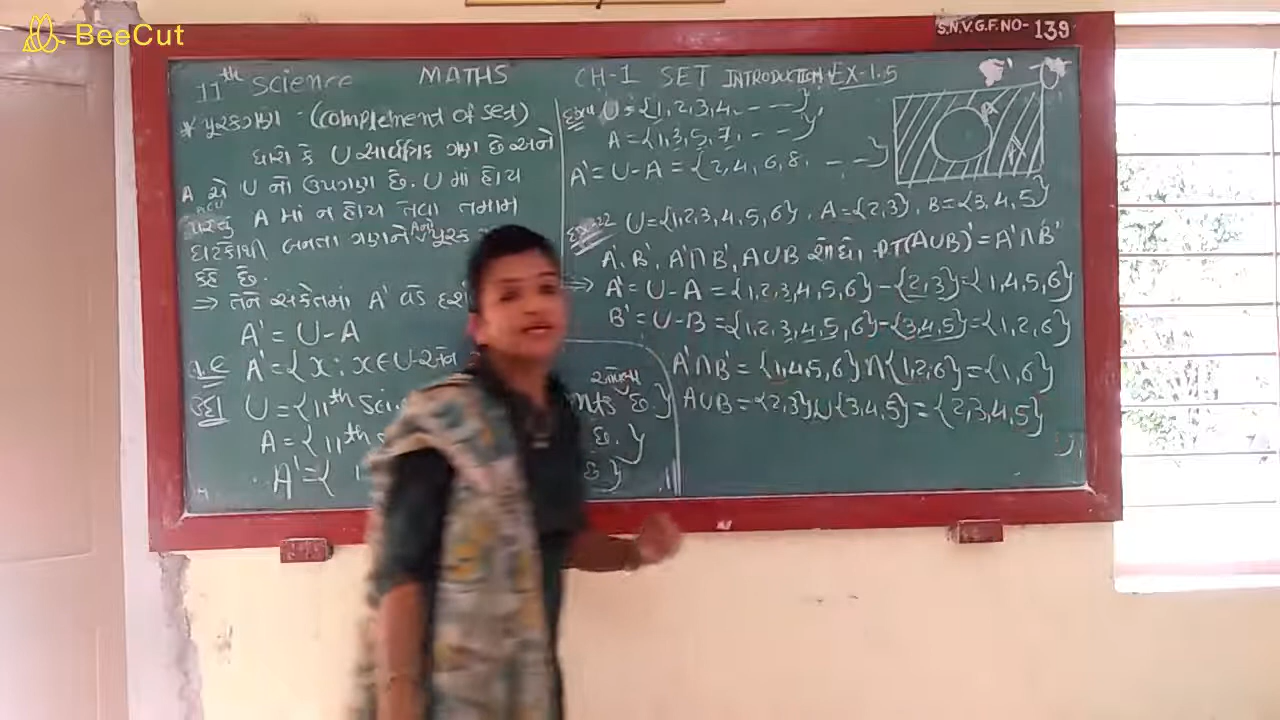 BeeCut
S.N.V.G.F.NO- 139
11th Science MATHS CH-1 SET INTRODUCTION EX-1.5
* પૂરકગણ :- (Complement of set)
ધારો કે U સાર્વત્રિક ગણ છે અને
A એ U નો ઉપગણ છે. U માં હોય
પરંતુ A માં ન હોય તેવા તમામ
ઘટકોથી બનતા ગણને A નો પૂરક
કહે છે.
⇒ તેને સંકેતમાં A' વડે
A' = U - A
A' = {x : x ∈ U અને
U = {11th Sci. છે.}
A = {11th છે.}
A' = { છે}
U = {1, 2, 3, 4, - - -},
A = {1, 3, 5, 7, - - -}
A' = U - A = {2, 4, 6, 8, - - -}
U
A
A'
U = {1, 2, 3, 4, 5, 6}, A = {2, 3}, B = {3, 4, 5}
A', B', A'∩B', A∪B શોધો. PT (A∪B)' = A'∩B'
⇒ A' = U - A = {1, 2, 3, 4, 5, 6} - {2, 3} = {1, 4, 5, 6}
B' = U - B = {1, 2, 3, 4, 5, 6} - {3, 4, 5} = {1, 2, 6}
A'∩B' = {1, 4, 5, 6} ∩ {1, 2, 6} = {1, 6}
A∪B = {2, 3} ∪ {3, 4, 5} = {2, 3, 4, 5}